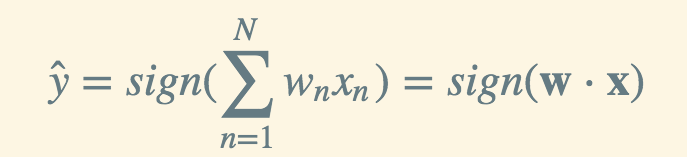 ŷ = sign(∑_{n=1}^{N} w_n x_n) = sign(𝐰 · 𝐱)